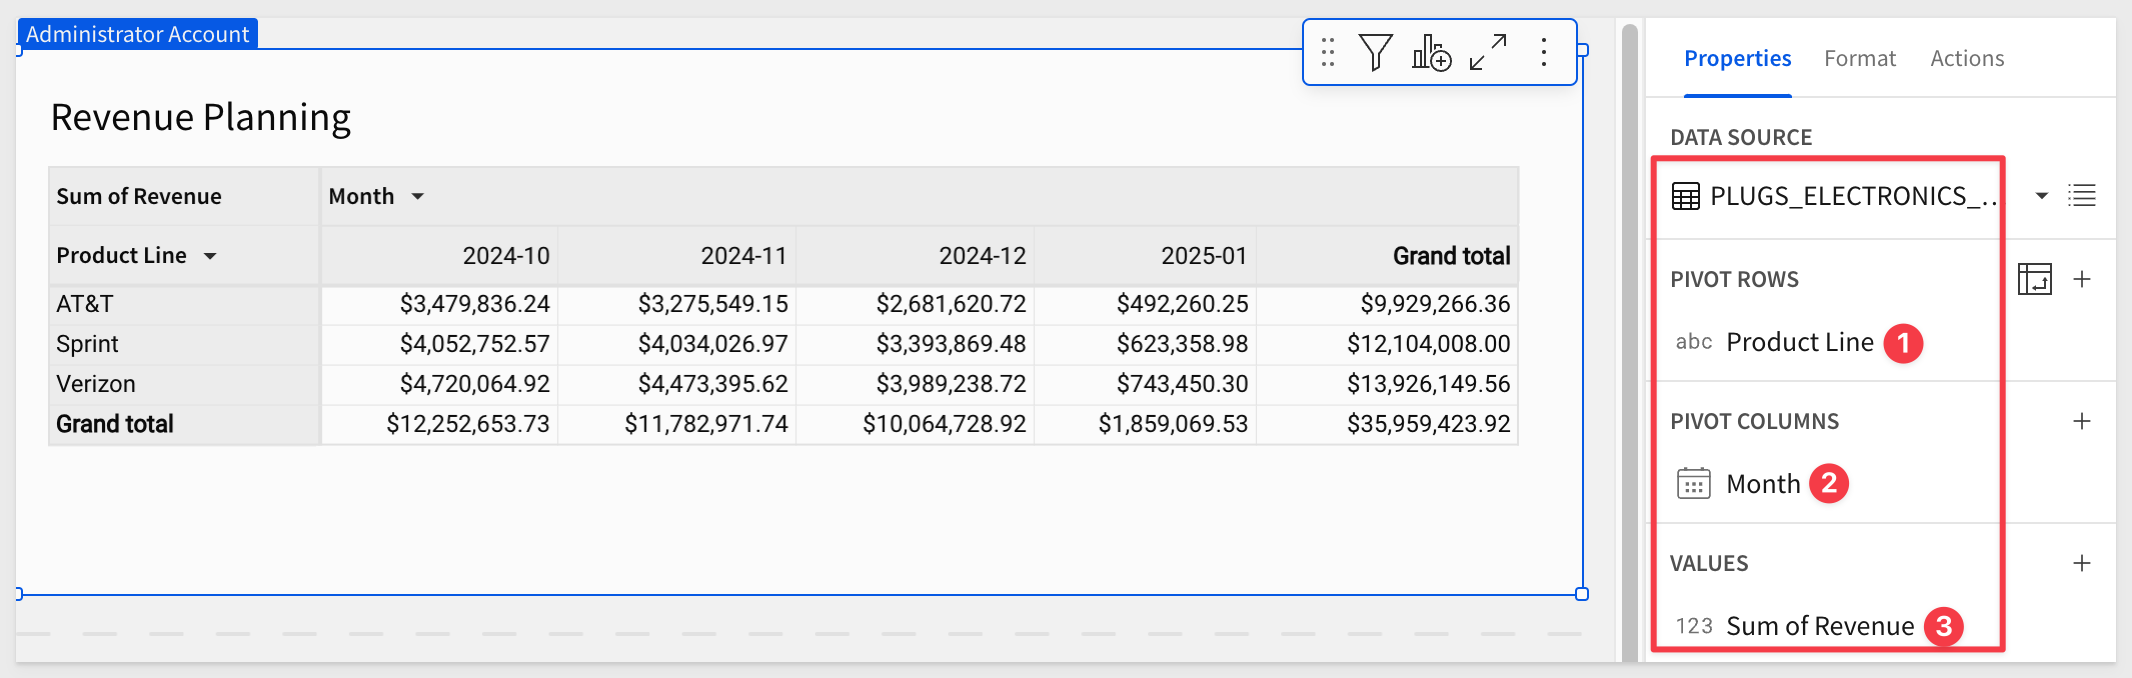 Administrator Account
Revenue Planning
Sum of Revenue Month
Product Line 2024-10 2024-11 2024-12 2025-01 Grand total
AT&T $3,479,836.24 $3,275,549.15 $2,681,620.72 $492,260.25 $9,929,266.36
Sprint $4,052,752.57 $4,034,026.97 $3,393,869.48 $623,358.98 $12,104,008.00
Verizon $4,720,064.92 $4,473,395.62 $3,989,238.72 $743,450.30 $13,926,149.56
Grand total $12,252,653.73 $11,782,971.74 $10,064,728.92 $1,859,069.53 $35,959,423.92
Properties Format Actions
DATA SOURCE
PLUGS_ELECTRONICS_...
PIVOT ROWS
abc Product Line 1
PIVOT COLUMNS
Month 2
VALUES
123 Sum of Revenue 3